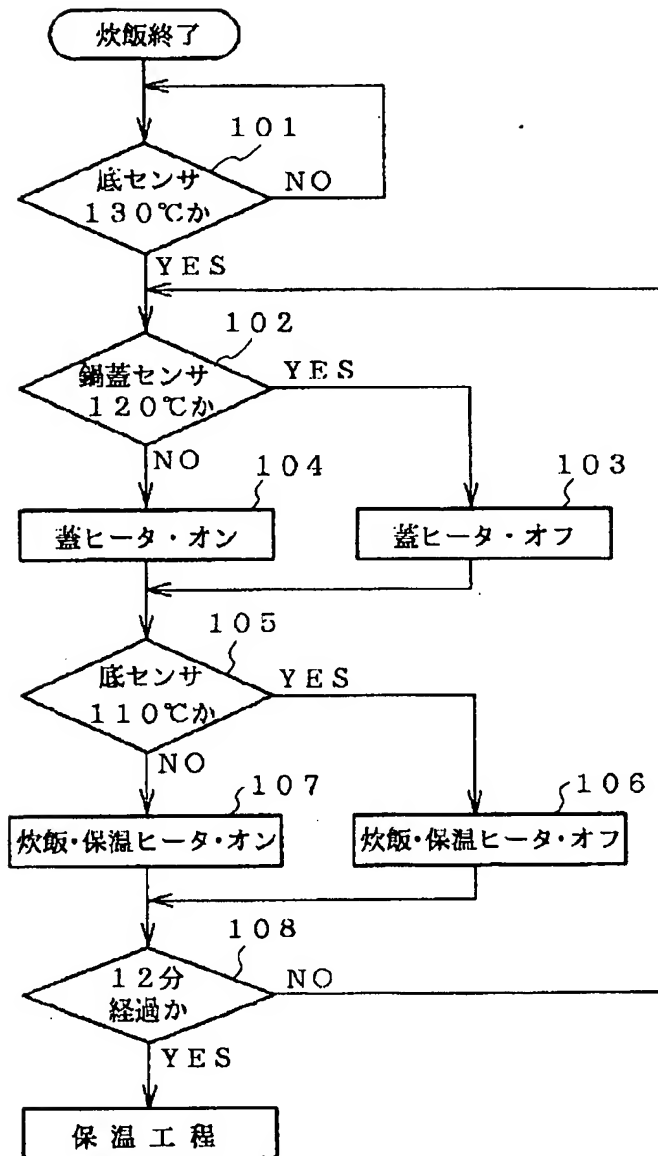 炊飯終了
101
底センサ
130℃か
NO
YES
102
鍋蓋センサ
120℃か
YES
NO
104
103
蓋ヒータ・オン
蓋ヒータ・オフ
105
底センサ
110℃か
YES
NO
107
106
炊飯・保温ヒータ・オン
炊飯・保温ヒータ・オフ
108
12分
経過か
NO
YES
保温工程